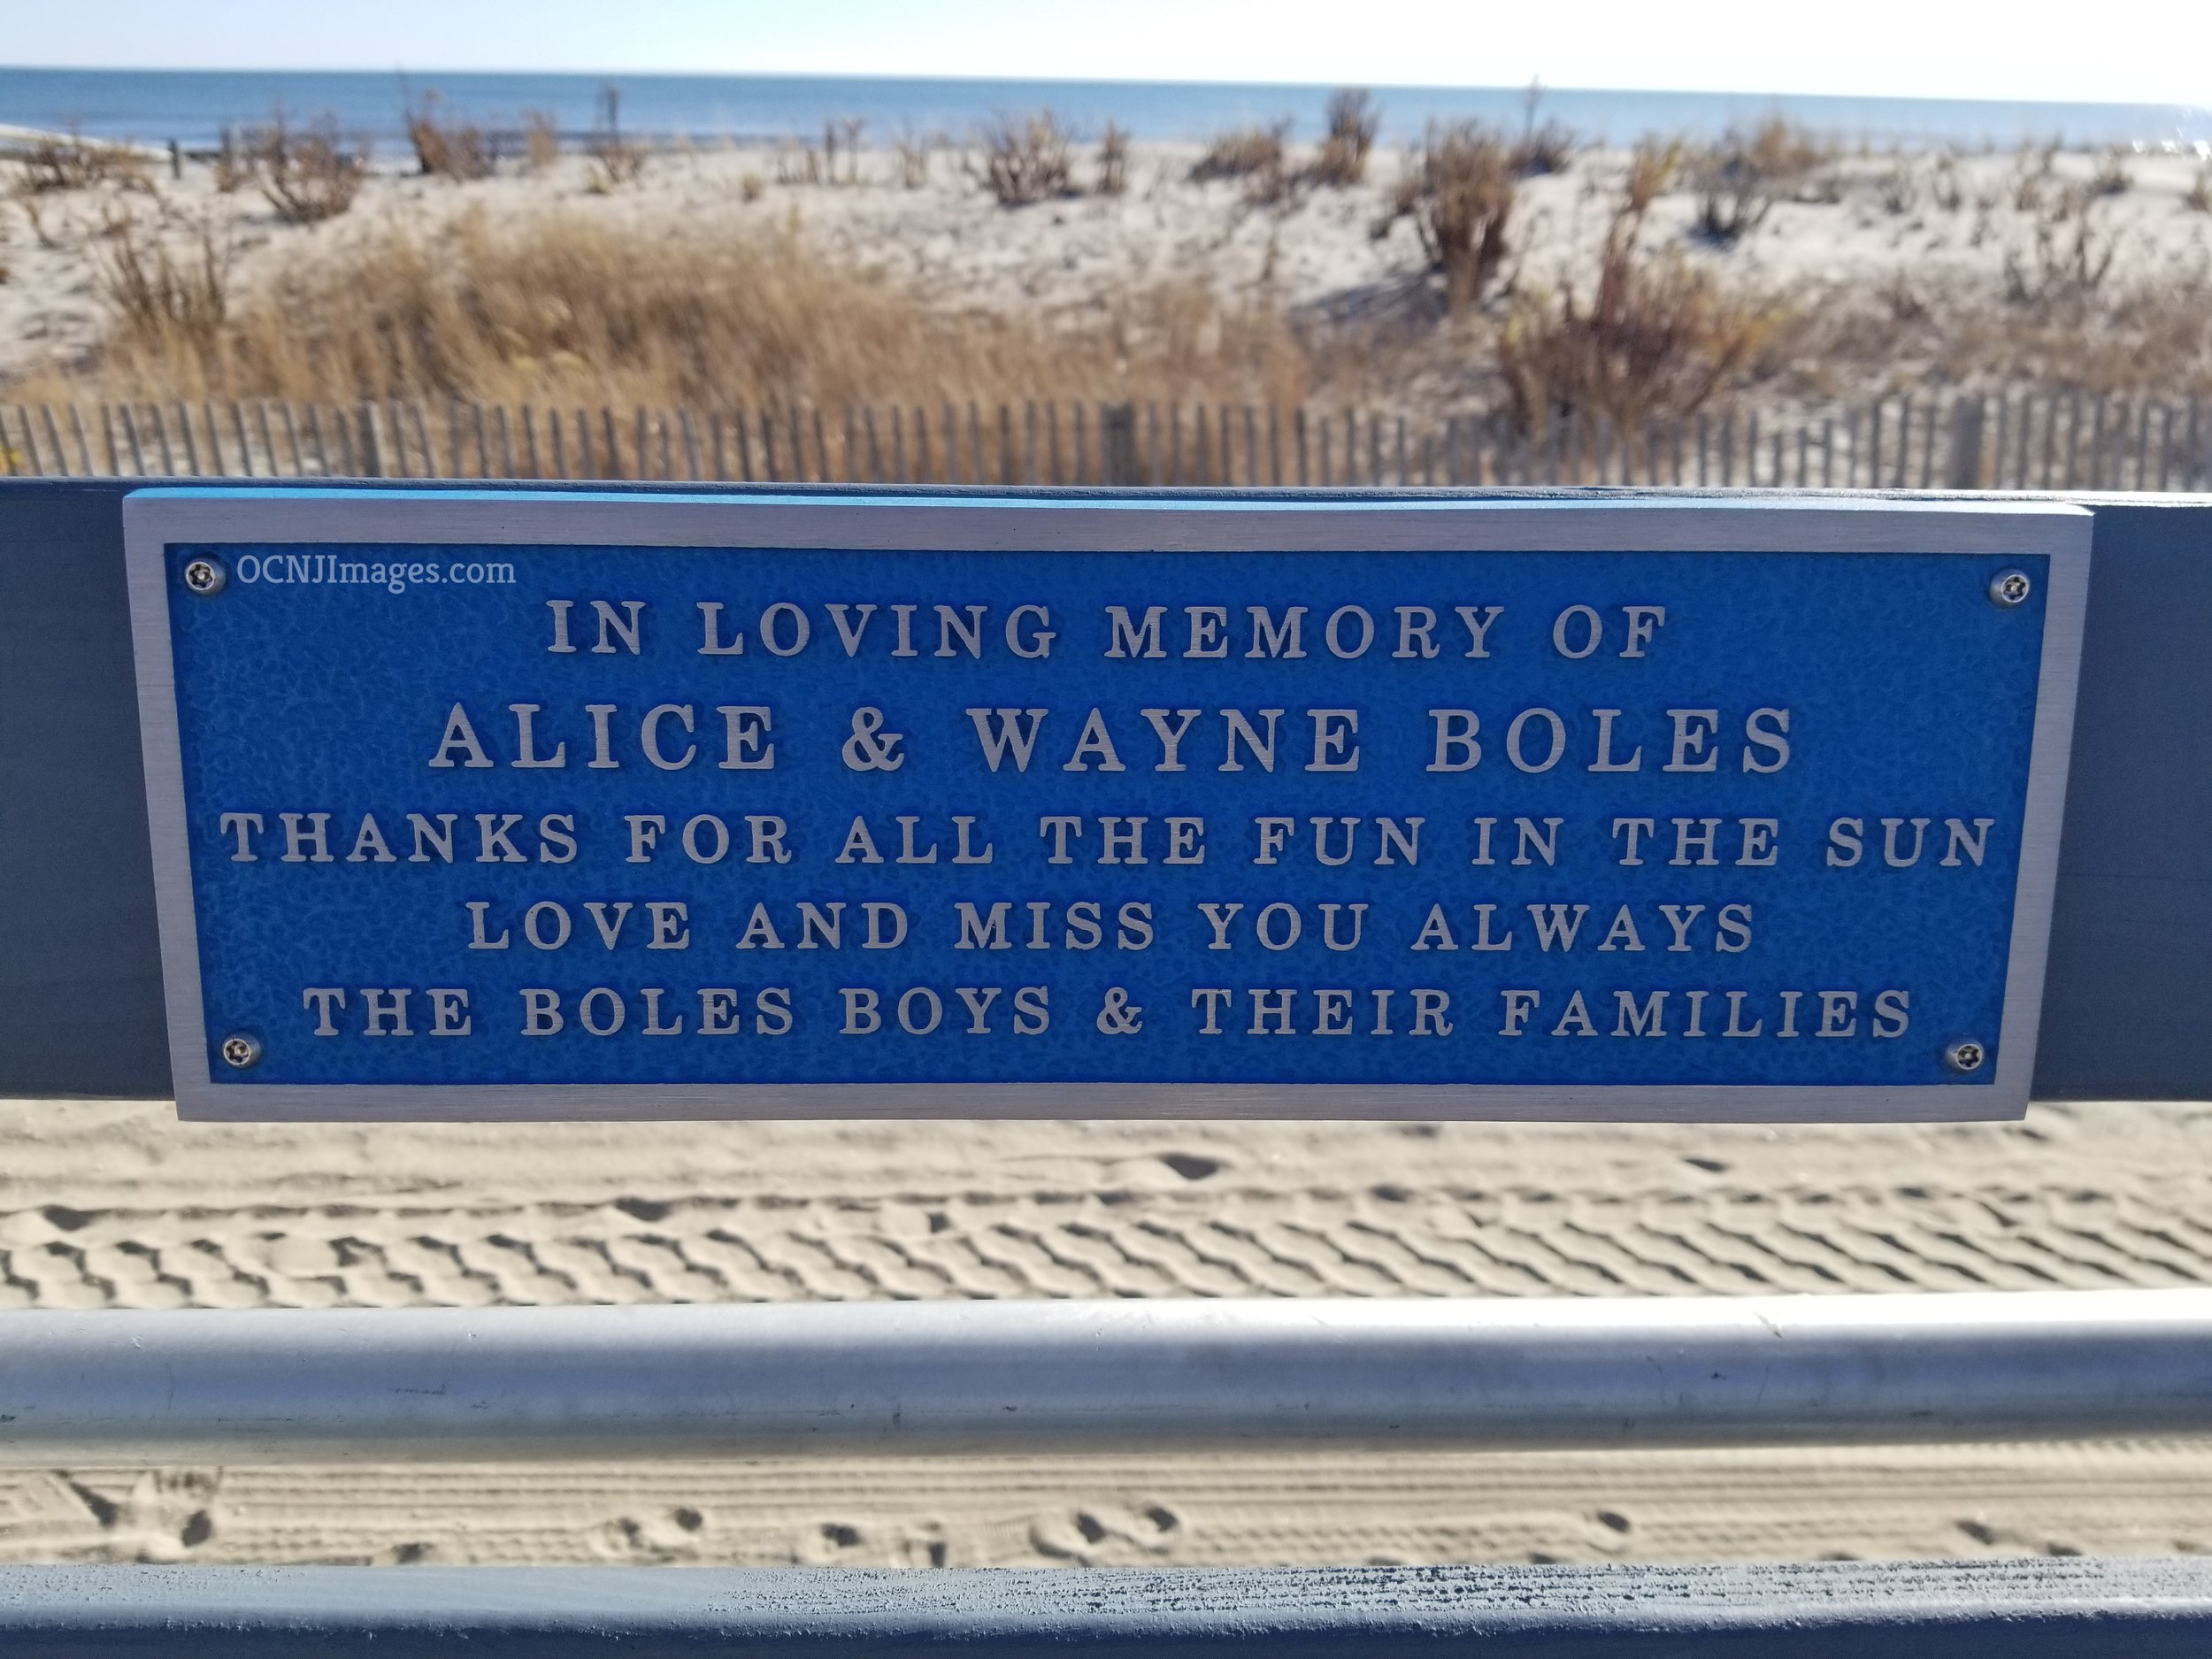 OCNJImages.com
IN LOVING MEMORY OF
ALICE & WAYNE BOLES
THANKS FOR ALL THE FUN IN THE SUN
LOVE AND MISS YOU ALWAYS
THE BOLES BOYS & THEIR FAMILIES